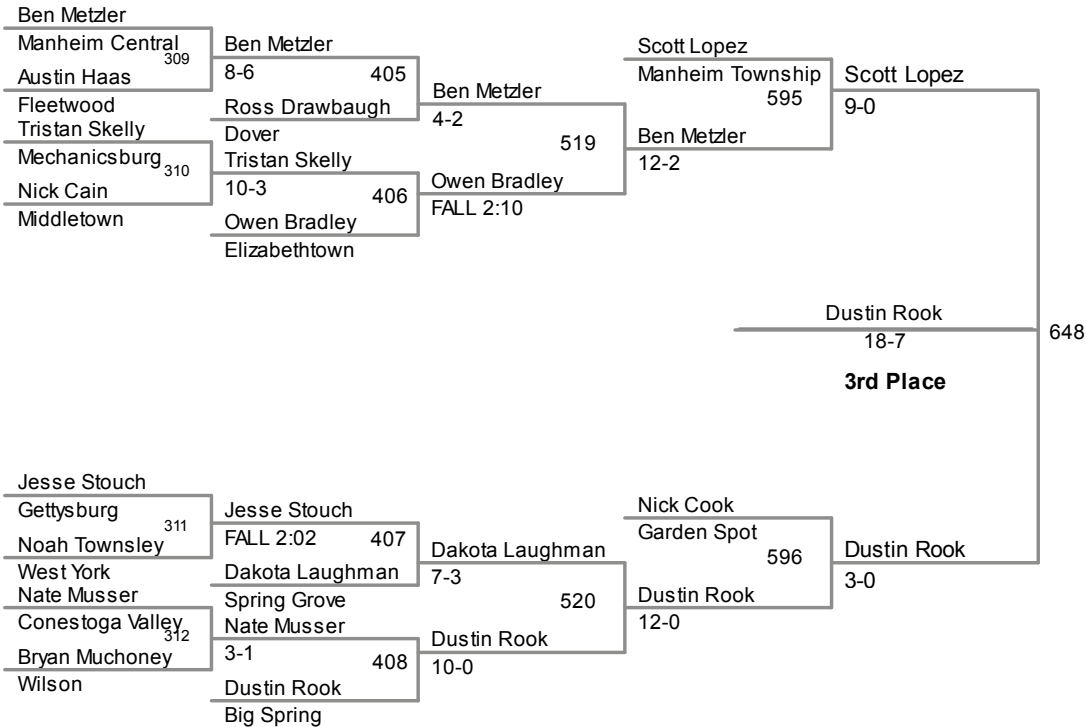 Ben Metzler
Manheim Central
309
Austin Haas
Fleetwood
Tristan Skelly
Mechanicsburg
310
Nick Cain
Middletown
Ben Metzler
8-6
405
Ross Drawbaugh
Dover
Tristan Skelly
10-3
406
Owen Bradley
Elizabethtown
Ben Metzler
4-2
519
Owen Bradley
FALL 2:10
Scott Lopez
Manheim Township
595
Ben Metzler
12-2
Scott Lopez
9-0
Dustin Rook
18-7
648
3rd Place
Jesse Stouch
Gettysburg
311
Noah Townsley
West York
Nate Musser
Conestoga Valley
312
Bryan Muchoney
Wilson
Jesse Stouch
FALL 2:02
407
Dakota Laughman
Spring Grove
Nate Musser
3-1
408
Dustin Rook
Big Spring
Dakota Laughman
7-3
520
Dustin Rook
10-0
Nick Cook
Garden Spot
596
Dustin Rook
12-0
Dustin Rook
3-0